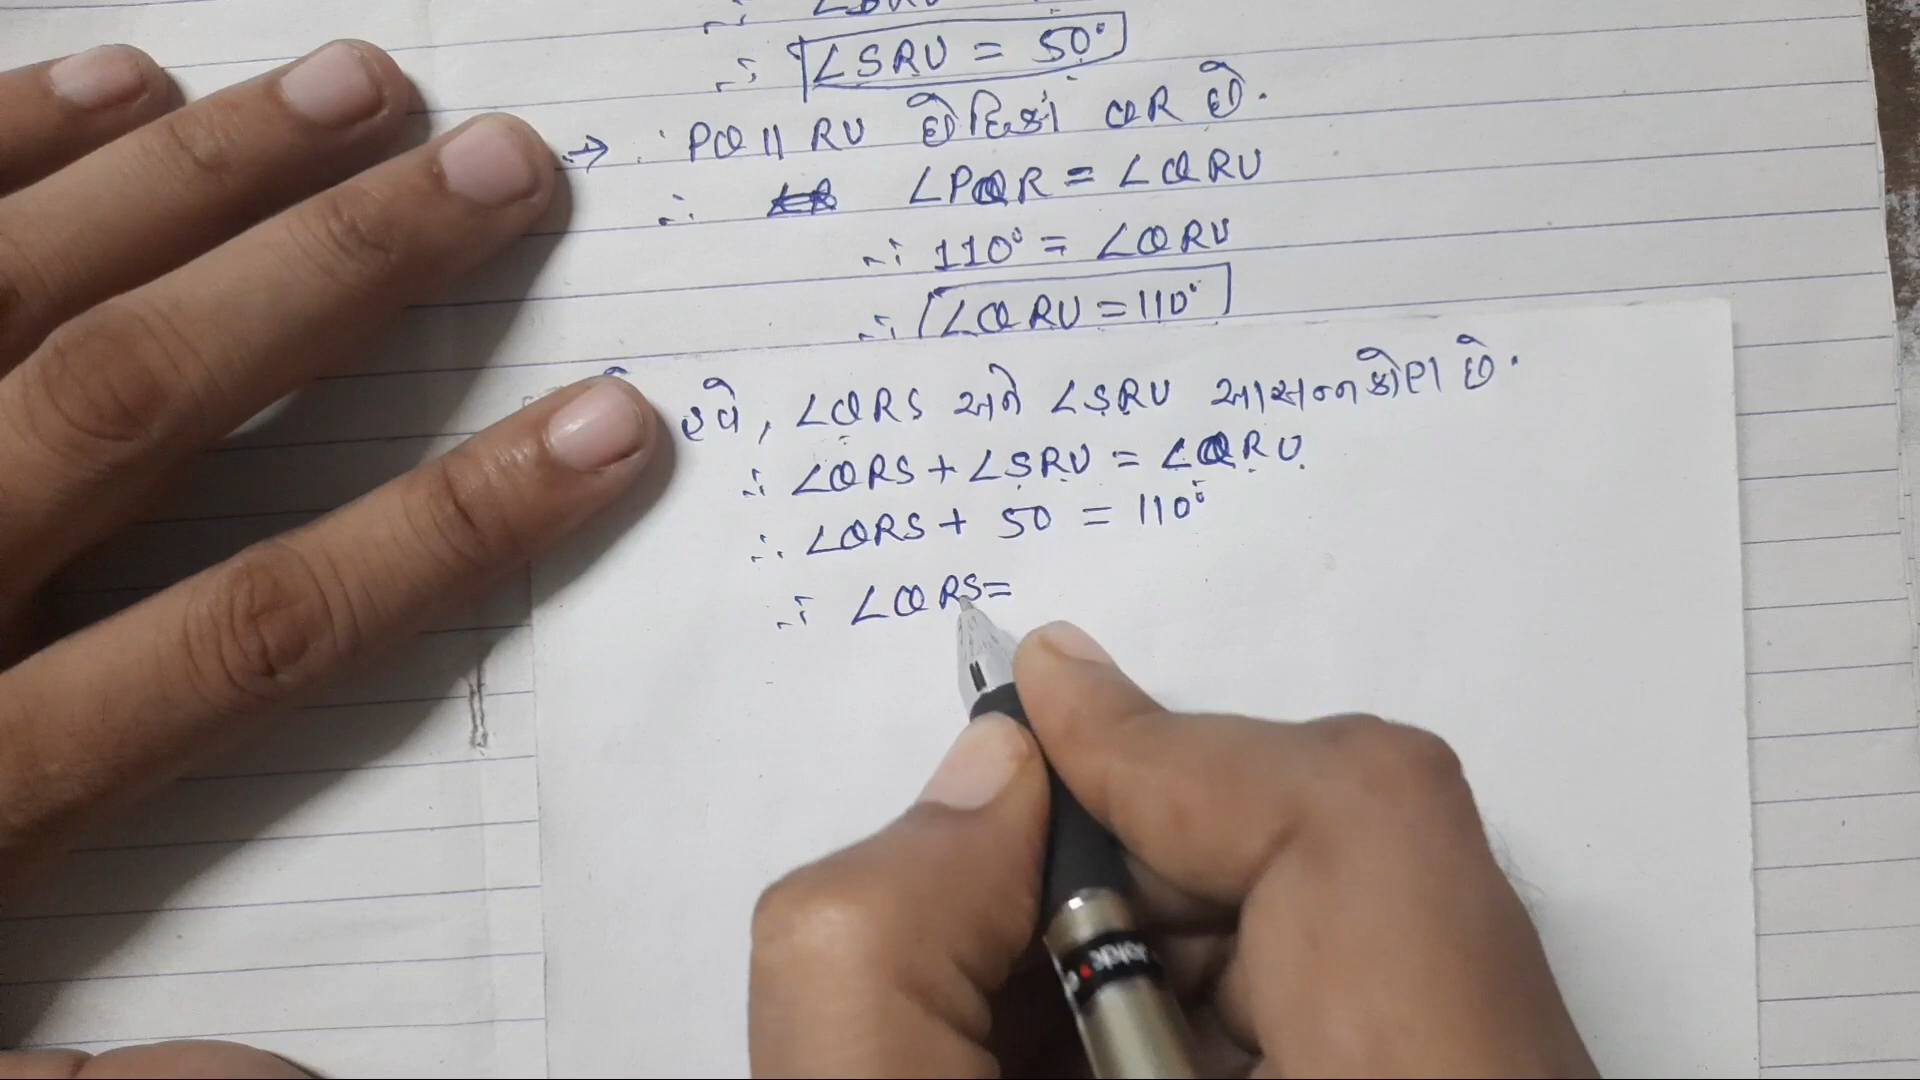 ∴ ∠SRU = 50°
→ ∵ PQ || RU છેદિકા QR છે.
∴ ∠PQR = ∠QRU
∴ 110° = ∠QRU
∴ ∠QRU = 110°
હવે, ∠QRS અને ∠SRU આસન્નકોણ છે.
∴ ∠QRS + ∠SRU = ∠QRU
∴ ∠QRS + 50 = 110°
∴ ∠QRS =